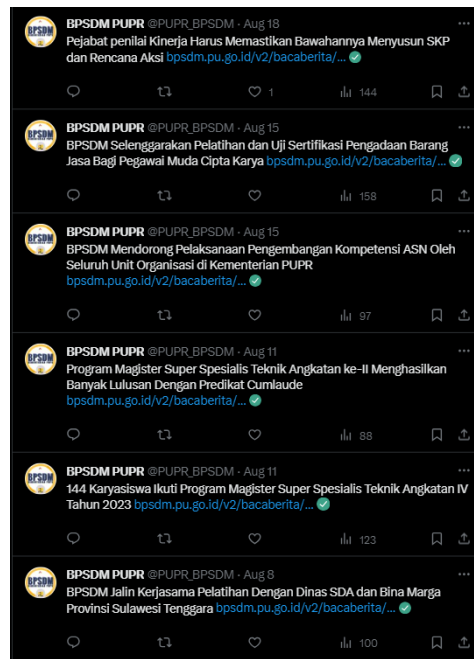 BPSDM PUPR @PUPR_BPSDM · Aug 18
Pejabat penilai Kinerja Harus Memastikan Bawahannya Menyusun SKP
dan Rencana Aksi bpsdm.pu.go.id/v2/bacaberita/...
1 144
BPSDM PUPR @PUPR_BPSDM · Aug 15
BPSDM Selenggarakan Pelatihan dan Uji Sertifikasi Pengadaan Barang
Jasa Bagi Pegawai Muda Cipta Karya bpsdm.pu.go.id/v2/bacaberita/...
158
BPSDM PUPR @PUPR_BPSDM · Aug 15
BPSDM Mendorong Pelaksanaan Pengembangan Kompetensi ASN Oleh
Seluruh Unit Organisasi di Kementerian PUPR
bpsdm.pu.go.id/v2/bacaberita/...
97
BPSDM PUPR @PUPR_BPSDM · Aug 11
Program Magister Super Spesialis Teknik Angkatan ke-II Menghasilkan
Banyak Lulusan Dengan Predikat Cumlaude
bpsdm.pu.go.id/v2/bacaberita/...
88
BPSDM PUPR @PUPR_BPSDM · Aug 11
144 Karyasiswa Ikuti Program Magister Super Spesialis Teknik Angkatan IV
Tahun 2023 bpsdm.pu.go.id/v2/bacaberita/...
123
BPSDM PUPR @PUPR_BPSDM · Aug 8
BPSDM Jalin Kerjasama Pelatihan Dengan Dinas SDA dan Bina Marga
Provinsi Sulawesi Tenggara bpsdm.pu.go.id/v2/bacaberita/...
100